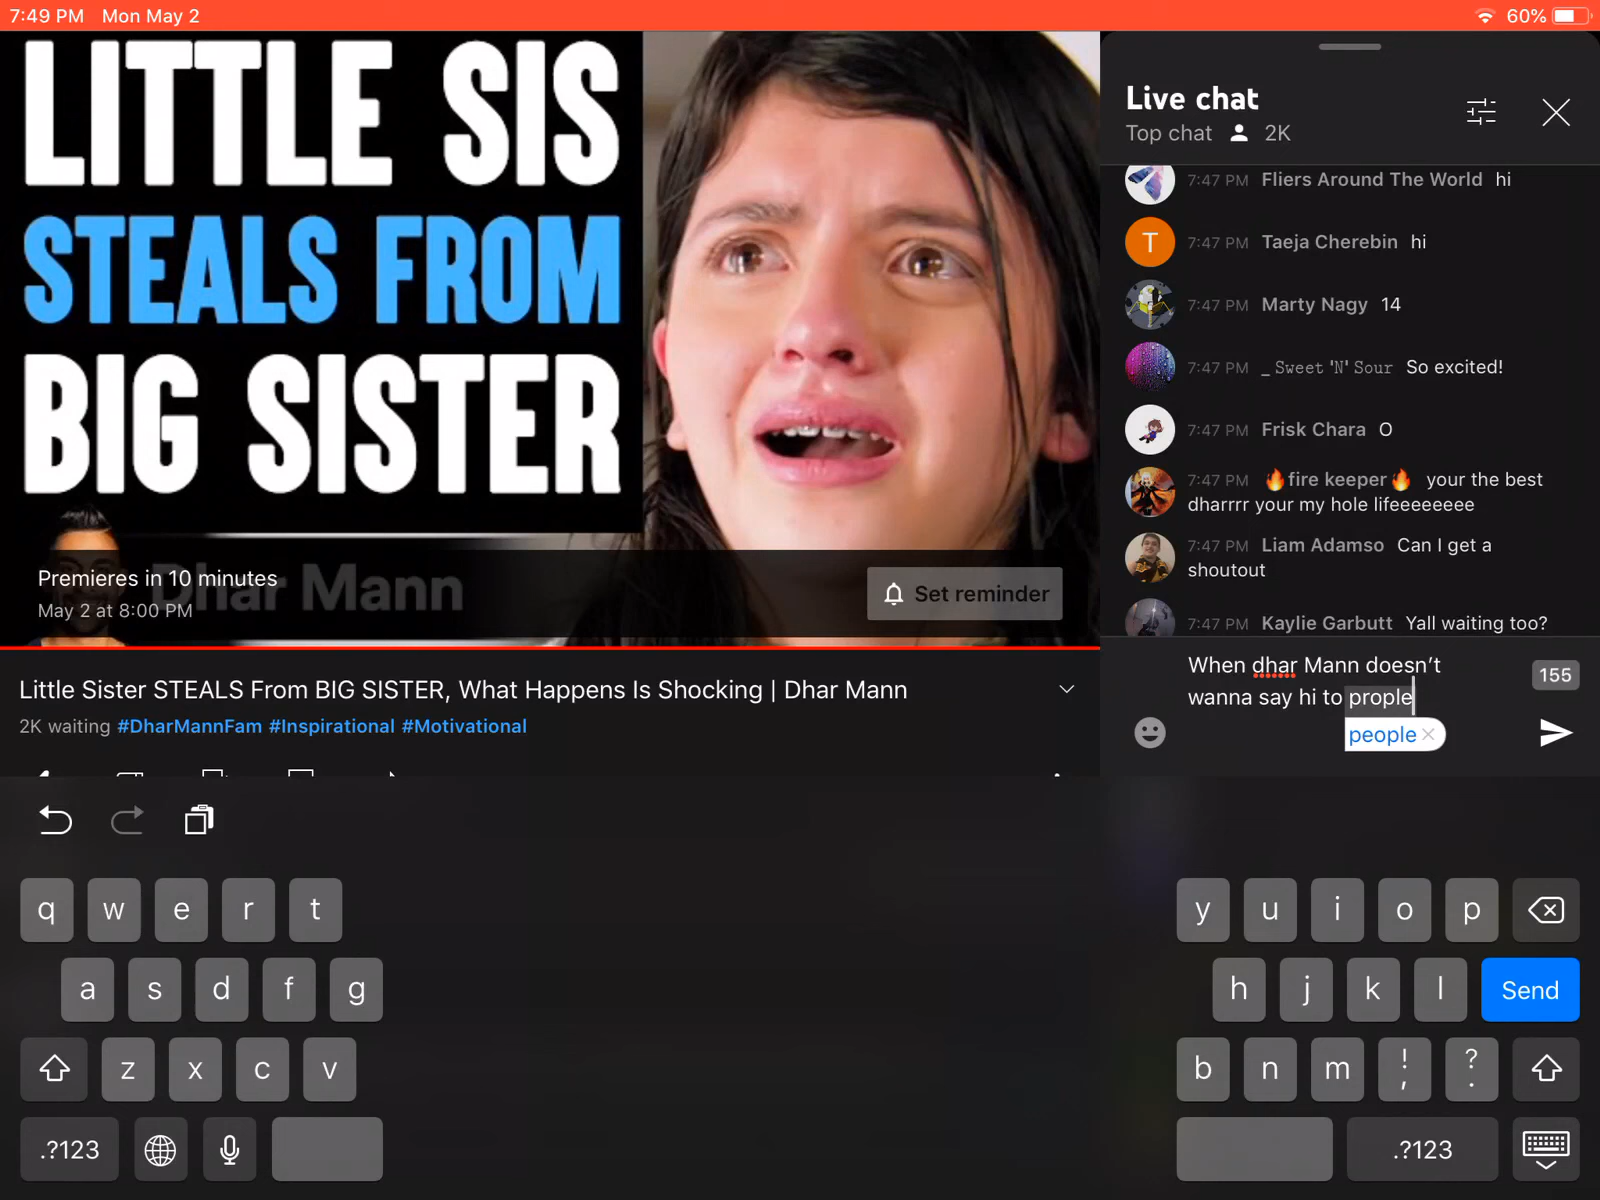 7:49 PM Mon May 2
60%
LITTLE SIS
STEALS FROM
BIG SISTER
Dhar Mann
Premieres in 10 minutes
May 2 at 8:00 PM
Set reminder
Little Sister STEALS From BIG SISTER, What Happens Is Shocking | Dhar Mann
2K waiting #DharMannFam #Inspirational #Motivational
Live chat
Top chat 2K
7:47 PM Fliers Around The World hi
T
7:47 PM Taeja Cherebin hi
7:47 PM Marty Nagy 14
7:47 PM _ Sweet 'N' Sour So excited!
7:47 PM Frisk Chara O
7:47 PM 🔥fire keeper🔥 your the best
dharrrr your my hole lifeeeeeeee
7:47 PM Liam Adamso Can I get a
shoutout
7:47 PM Kaylie Garbutt Yall waiting too?
When dhar Mann doesn’t
wanna say hi to prople
155
people
q w e r t
y u i o p
a s d f g
h j k l Send
z x c v
b n m ! , ? .
.?123
.?123